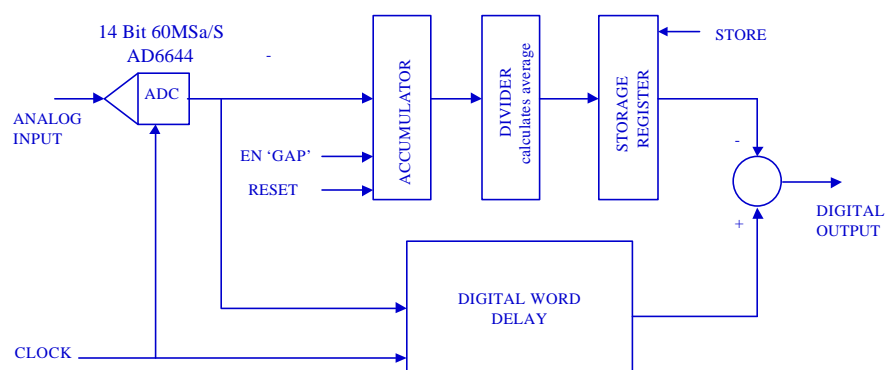 14 Bit 60MSa/S
AD6644
-
STORE
ADC
ACCUMULATOR
DIVIDER
calculates average
STORAGE
REGISTER
ANALOG
INPUT
EN 'GAP'
RESET
-
+
DIGITAL
OUTPUT
DIGITAL WORD
DELAY
CLOCK